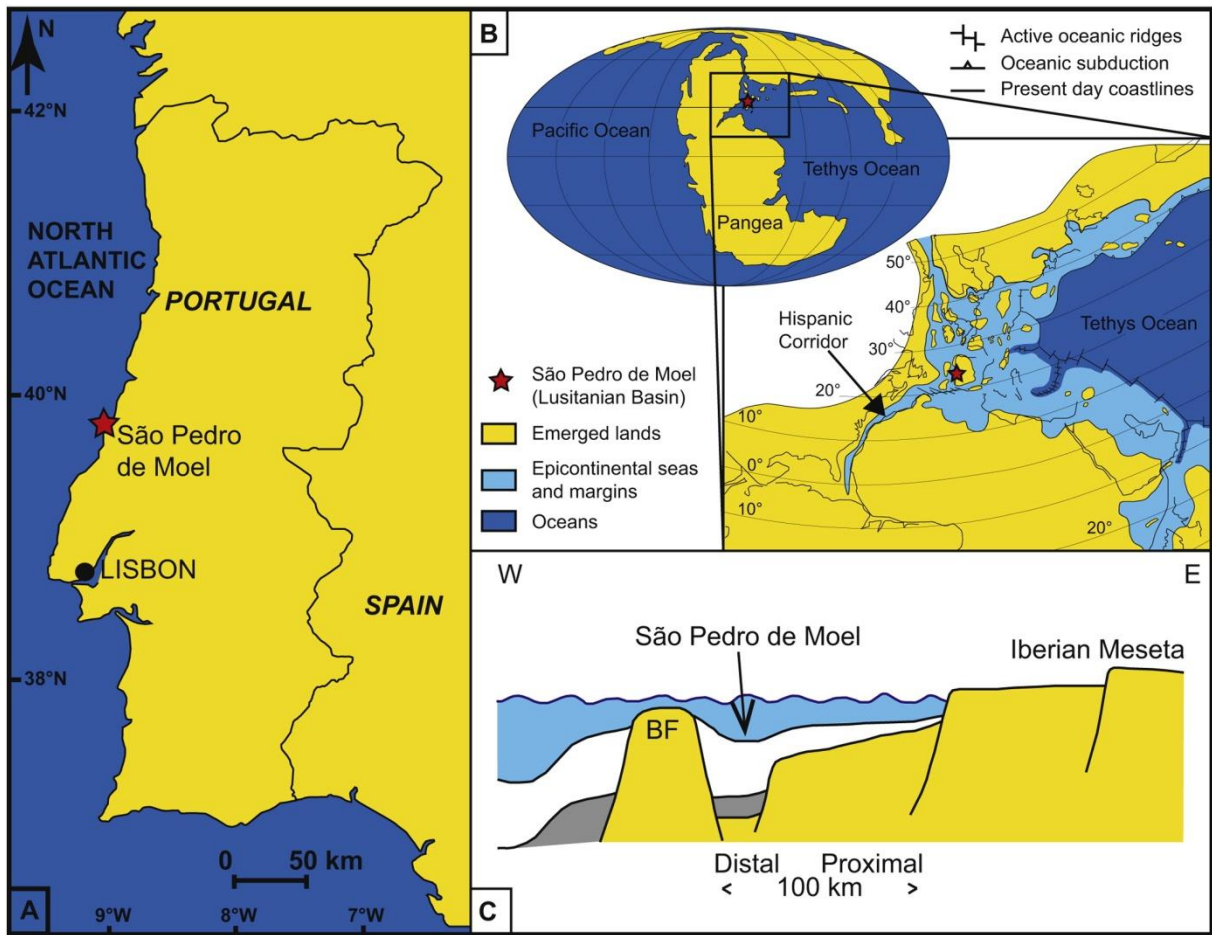 N
42°N
40°N
38°N
NORTH
ATLANTIC
OCEAN
PORTUGAL
São Pedro
de Moel
LISBON
SPAIN
0 50 km
A
9°W
8°W
7°W
B
Active oceanic ridges
Oceanic subduction
Present day coastlines
Pacific Ocean
Tethys Ocean
Pangea
50°
40°
30°
20°
10°
0°
10°
20°
Tethys Ocean
Hispanic
Corridor
São Pedro de Moel
(Lusitanian Basin)
Emerged lands
Epicontinental seas
and margins
Oceans
W
E
São Pedro de Moel
Iberian Meseta
BF
Distal Proximal
< 100 km >
C